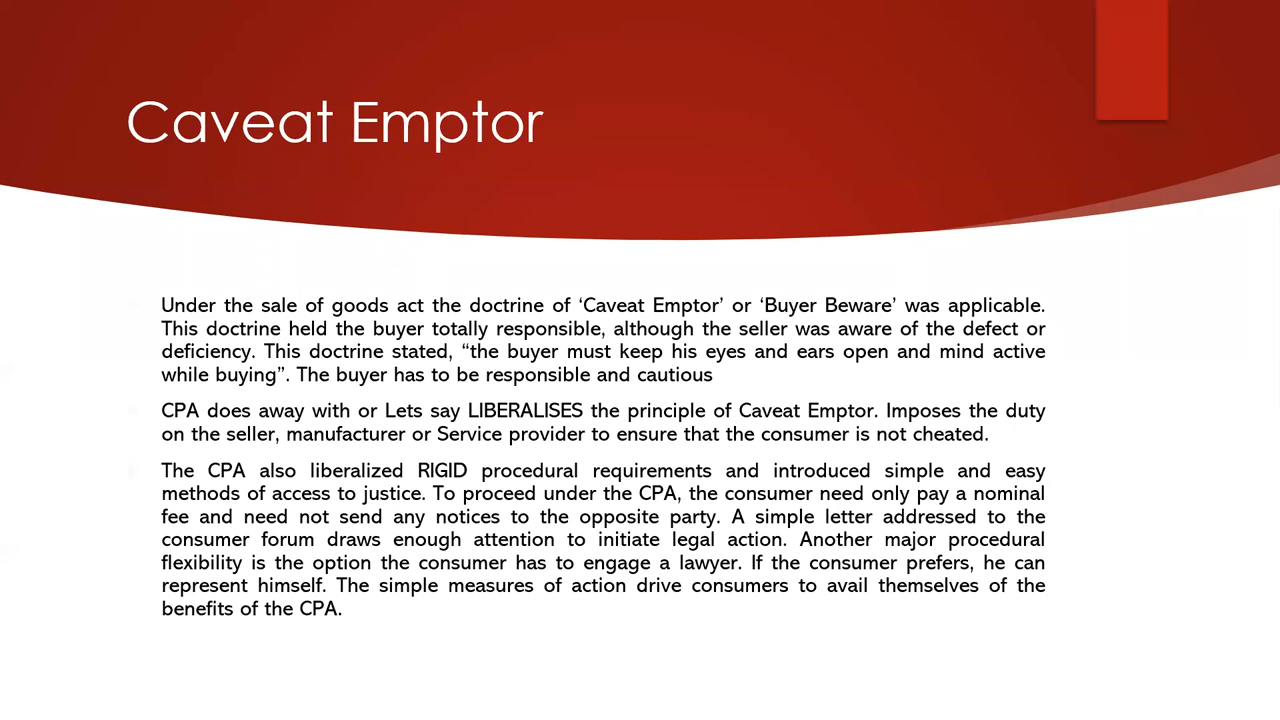 Caveat Emptor
Under the sale of goods act the doctrine of ‘Caveat Emptor’ or ‘Buyer Beware’ was applicable.
This doctrine held the buyer totally responsible, although the seller was aware of the defect or
deficiency. This doctrine stated, “the buyer must keep his eyes and ears open and mind active
while buying”. The buyer has to be responsible and cautious
CPA does away with or Lets say LIBERALISES the principle of Caveat Emptor. Imposes the duty
on the seller, manufacturer or Service provider to ensure that the consumer is not cheated.
The CPA also liberalized RIGID procedural requirements and introduced simple and easy
methods of access to justice. To proceed under the CPA, the consumer need only pay a nominal
fee and need not send any notices to the opposite party. A simple letter addressed to the
consumer forum draws enough attention to initiate legal action. Another major procedural
flexibility is the option the consumer has to engage a lawyer. If the consumer prefers, he can
represent himself. The simple measures of action drive consumers to avail themselves of the
benefits of the CPA.